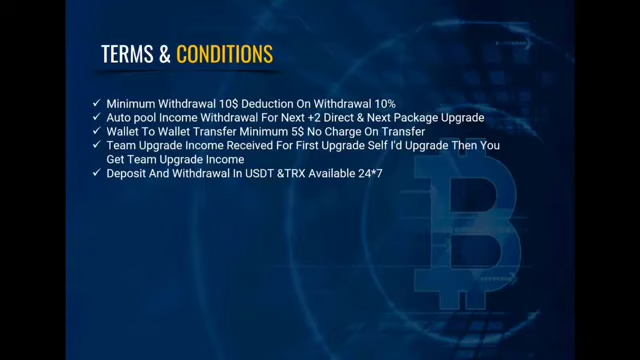 TERMS & CONDITIONS
✓ Minimum Withdrawal 10$ Deduction On Withdrawal 10%
✓ Auto pool Income Withdrawal For Next +2 Direct & Next Package Upgrade
✓ Wallet To Wallet Transfer Minimum 5$ No Charge On Transfer
✓ Team Upgrade Income Received For First Upgrade Self I'd Upgrade Then You
Get Team Upgrade Income
✓ Deposit And Withdrawal In USDT &TRX Available 24*7